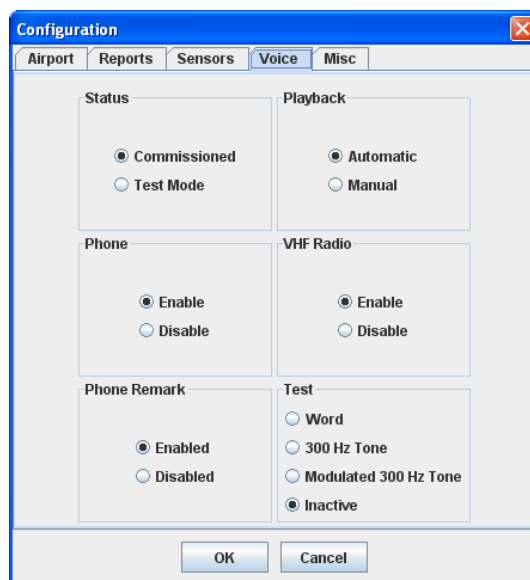 Configuration
Airport Reports Sensors Voice Misc
Status
Commissioned
Test Mode
Playback
Automatic
Manual
Phone
Enable
Disable
VHF Radio
Enable
Disable
Phone Remark
Enabled
Disabled
Test
Word
300 Hz Tone
Modulated 300 Hz Tone
Inactive
OK Cancel